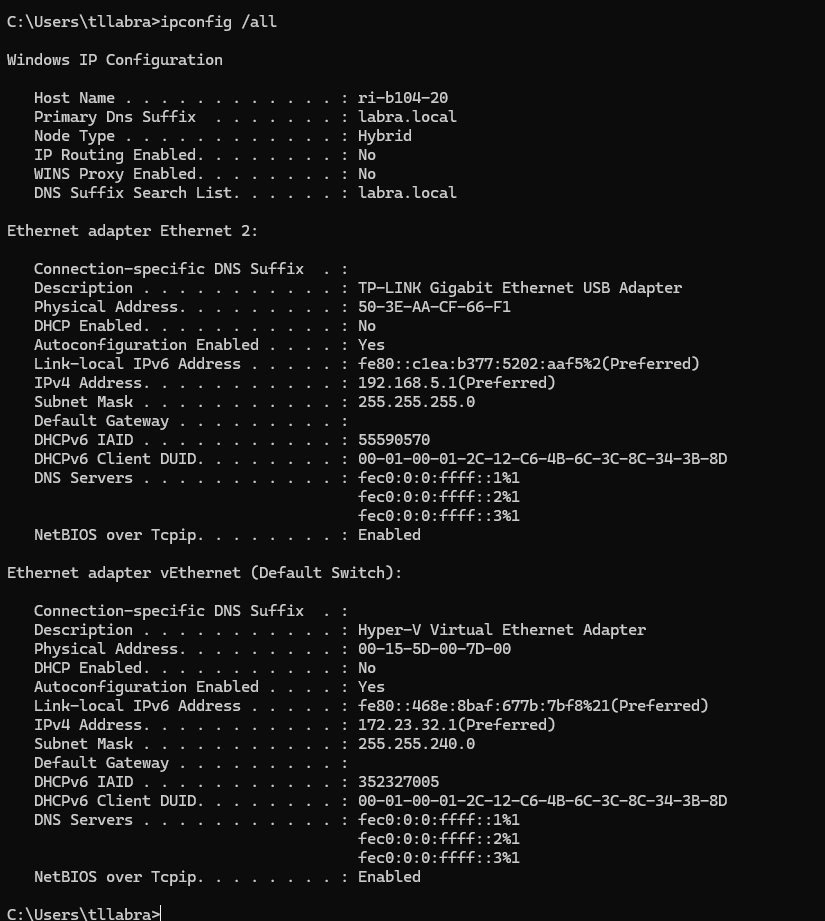 C:\Users\tllabra>ipconfig /all
Windows IP Configuration
Host Name . . . . . . . . . . . . : ri-b104-20
Primary Dns Suffix  . . . . . . . : labra.local
Node Type . . . . . . . . . . . . : Hybrid
IP Routing Enabled. . . . . . . . : No
WINS Proxy Enabled. . . . . . . . : No
DNS Suffix Search List. . . . . . : labra.local
Ethernet adapter Ethernet 2:
Connection-specific DNS Suffix  . :
Description . . . . . . . . . . . : TP-LINK Gigabit Ethernet USB Adapter
Physical Address. . . . . . . . . : 50-3E-AA-CF-66-F1
DHCP Enabled. . . . . . . . . . . : No
Autoconfiguration Enabled . . . . : Yes
Link-local IPv6 Address . . . . . : fe80::c1ea:b377:5202:aaf5%2(Preferred)
IPv4 Address. . . . . . . . . . . : 192.168.5.1(Preferred)
Subnet Mask . . . . . . . . . . . : 255.255.255.0
Default Gateway . . . . . . . . . :
DHCPv6 IAID . . . . . . . . . . . : 55590570
DHCPv6 Client DUID. . . . . . . . : 00-01-00-01-2C-12-C6-4B-6C-3C-8C-34-3B-8D
DNS Servers . . . . . . . . . . . : fec0:0:0:ffff::1%1
fec0:0:0:ffff::2%1
fec0:0:0:ffff::3%1
NetBIOS over Tcpip. . . . . . . . : Enabled
Ethernet adapter vEthernet (Default Switch):
Connection-specific DNS Suffix  . :
Description . . . . . . . . . . . : Hyper-V Virtual Ethernet Adapter
Physical Address. . . . . . . . . : 00-15-5D-00-7D-00
DHCP Enabled. . . . . . . . . . . : No
Autoconfiguration Enabled . . . . : Yes
Link-local IPv6 Address . . . . . : fe80::468e:8baf:677b:7bf8%21(Preferred)
IPv4 Address. . . . . . . . . . . : 172.23.32.1(Preferred)
Subnet Mask . . . . . . . . . . . : 255.255.240.0
Default Gateway . . . . . . . . . :
DHCPv6 IAID . . . . . . . . . . . : 352327005
DHCPv6 Client DUID. . . . . . . . : 00-01-00-01-2C-12-C6-4B-6C-3C-8C-34-3B-8D
DNS Servers . . . . . . . . . . . : fec0:0:0:ffff::1%1
fec0:0:0:ffff::2%1
fec0:0:0:ffff::3%1
NetBIOS over Tcpip. . . . . . . . : Enabled
C:\Users\tllabra>